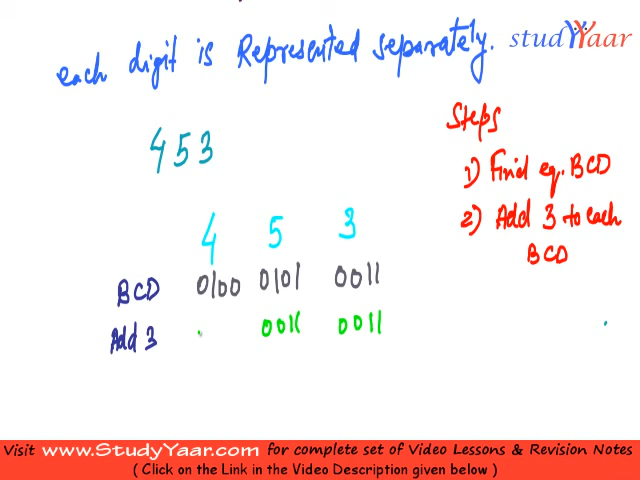 each digit is Represented separately.
studYYaar
453
Steps
1) Find eq. BCD
2) Add 3 to each
BCD
4 5 3
BCD 0100 0101 0011
Add 3 0011 0011
Visit www.StudyYaar.com for complete set of Video Lessons & Revision Notes
( Click on the Link in the Video Description given below )